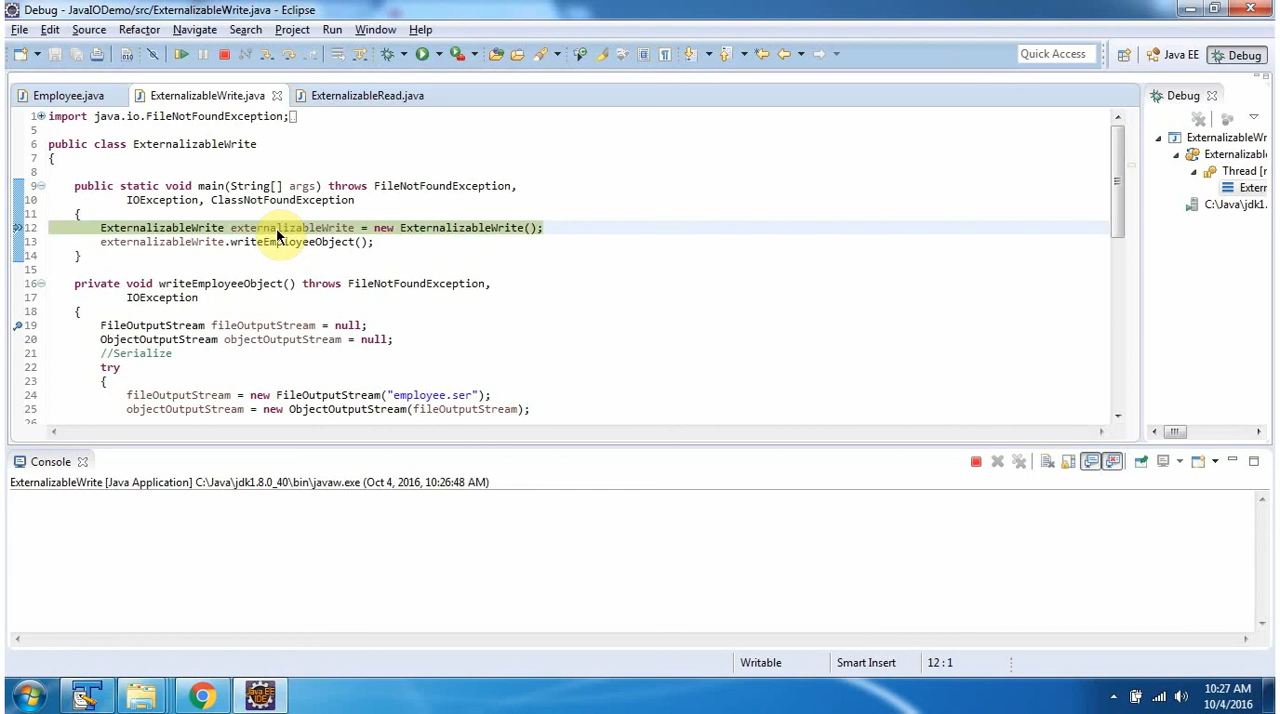 Debug - JavaIODemo/src/ExternalizableWrite.java - Eclipse
File Edit Source Refactor Navigate Search Project Run Window Help
Quick Access Java EE Debug
Employee.java ExternalizableWrite.java ExternalizableRead.java
1 import java.io.FileNotFoundException;
5
6 public class ExternalizableWrite
7 {
8
9 public static void main(String[] args) throws FileNotFoundException,
10 IOException, ClassNotFoundException
11 {
12 ExternalizableWrite externalizableWrite = new ExternalizableWrite();
13 externalizableWrite.writeEmployeeObject();
14 }
15
16 private void writeEmployeeObject() throws FileNotFoundException,
17 IOException
18 {
19 FileOutputStream fileOutputStream = null;
20 ObjectOutputStream objectOutputStream = null;
21 //Serialize
22 try
23 {
24 fileOutputStream = new FileOutputStream("employee.ser");
25 objectOutputStream = new ObjectOutputStream(fileOutputStream);
26
Debug
ExternalizableW
Externalizabl
Thread [r
Exterr
C:\Java\jdk1.
Console
ExternalizableWrite [Java Application] C:\Java\jdk1.8.0_40\bin\javaw.exe (Oct 4, 2016, 10:26:48 AM)
Writable Smart Insert 12 : 1
Java EE
IDE
10:27 AM
10/4/2016